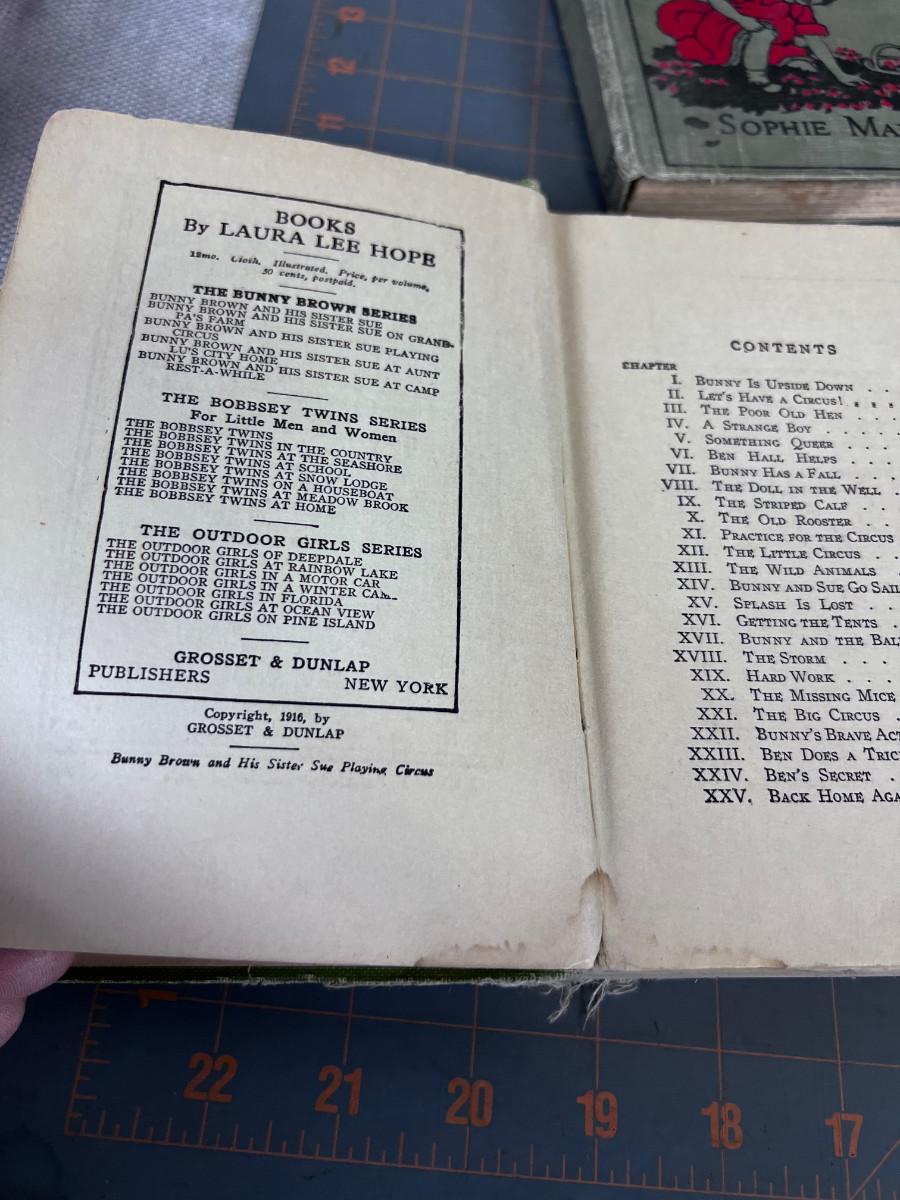 13
12
11
SOPHIE
BOOKS
By LAURA LEE HOPE
12mo. Cloth. Illustrated. Price, per volume,
50 cents, postpaid.
THE BUNNY BROWN SERIES
BUNNY BROWN AND HIS SISTER SUE
BUNNY BROWN AND HIS SISTER SUE ON GRAND-
PA'S FARM
BUNNY BROWN AND HIS SISTER SUE PLAYING
CIRCUS
BUNNY BROWN AND HIS SISTER SUE AT AUNT
LU'S CITY HOME
BUNNY BROWN AND HIS SISTER SUE AT CAMP
REST-A-WHILE
THE BOBBSEY TWINS SERIES
For Little Men and Women
THE BOBBSEY TWINS
THE BOBBSEY TWINS IN THE COUNTRY
THE BOBBSEY TWINS AT THE SEASHORE
THE BOBBSEY TWINS AT SCHOOL
THE BOBBSEY TWINS AT SNOW LODGE
THE BOBBSEY TWINS ON A HOUSEBOAT
THE BOBBSEY TWINS AT MEADOW BROOK
THE BOBBSEY TWINS AT HOME
THE OUTDOOR GIRLS SERIES
THE OUTDOOR GIRLS OF DEEPDALE
THE OUTDOOR GIRLS AT RAINBOW LAKE
THE OUTDOOR GIRLS IN A MOTOR CAR
THE OUTDOOR GIRLS IN A WINTER
THE OUTDOOR GIRLS IN FLORIDA
THE OUTDOOR GIRLS AT OCEAN VIEW
THE OUTDOOR GIRLS ON PINE ISLAND
GROSSET & DUNLAP
PUBLISHERS NEW YORK
Copyright, 1916, by
GROSSET & DUNLAP
Bunny Brown and His Sister Sue Playing Circus
CONTENTS
CHAPTER
I. BUNNY IS UPSIDE DOWN . .
II. LET'S HAVE A CIRCUS! . . .
III. THE POOR OLD HEN . . .
IV. A STRANGE BOY . . . .
V. SOMETHING QUEER . . .
VI. BEN HALL HELPS . . .
VII. BUNNY HAS A FALL . . .
VIII. THE DOLL IN THE WELL . .
IX. THE STRIPED CALF . . .
X. THE OLD ROOSTER . . .
XI. PRACTICE FOR THE CIRCUS
XII. THE LITTLE CIRCUS . .
XIII. THE WILD ANIMALS . .
XIV. BUNNY AND SUE GO SAIL
XV. SPLASH IS LOST . . .
XVI. GETTING THE TENTS .
XVII. BUNNY AND THE BAL
XVIII. THE STORM . . .
XIX. HARD WORK . . .
XX. THE MISSING MICE
XXI. THE BIG CIRCUS .
XXII. BUNNY'S BRAVE ACT
XXIII. BEN DOES A TRIC
XXIV. BEN'S SECRET .
XXV. BACK HOME AGA
22 21 20 19 18 17